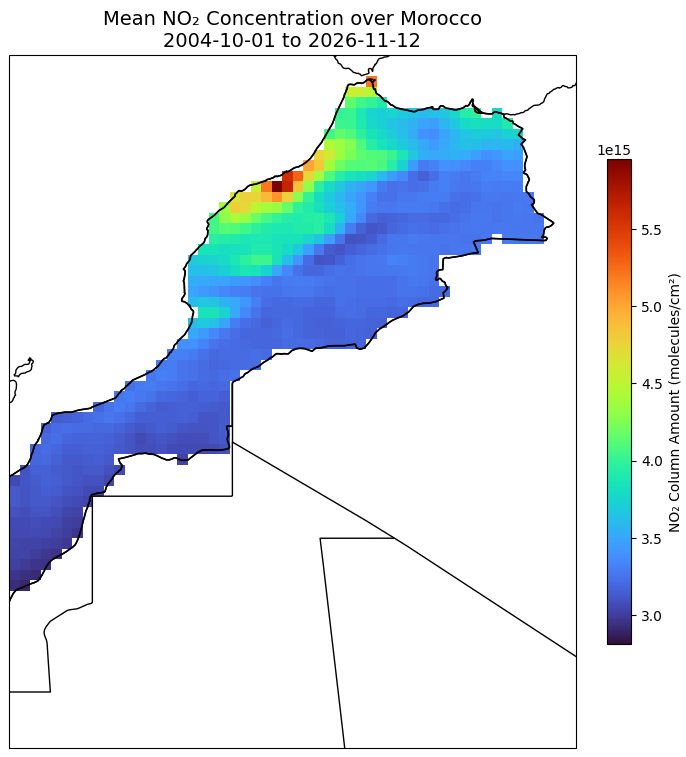 Mean NO₂ Concentration over Morocco
2004-10-01 to 2026-11-12
1e15
5.5
5.0
4.5
4.0
3.5
3.0
NO₂ Column Amount (molecules/cm²)